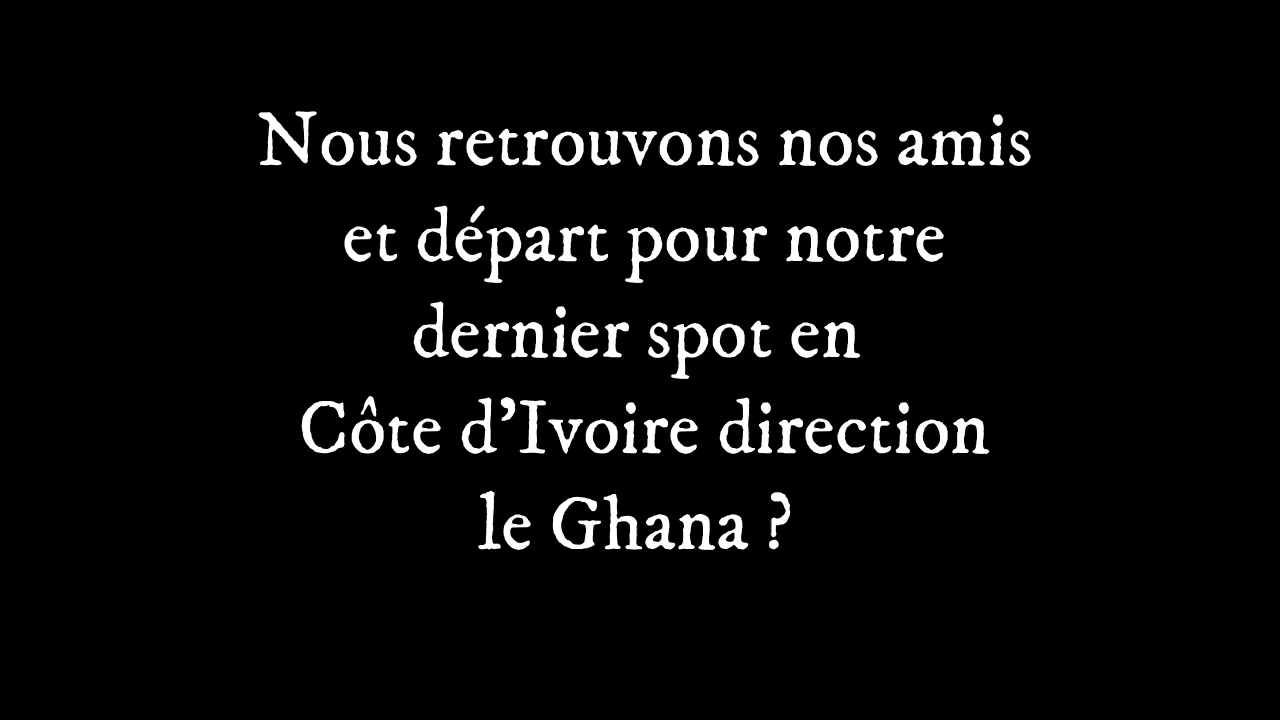 Nous retrouvons nos amis
et départ pour notre
dernier spot en
Côte d'Ivoire direction
le Ghana ?